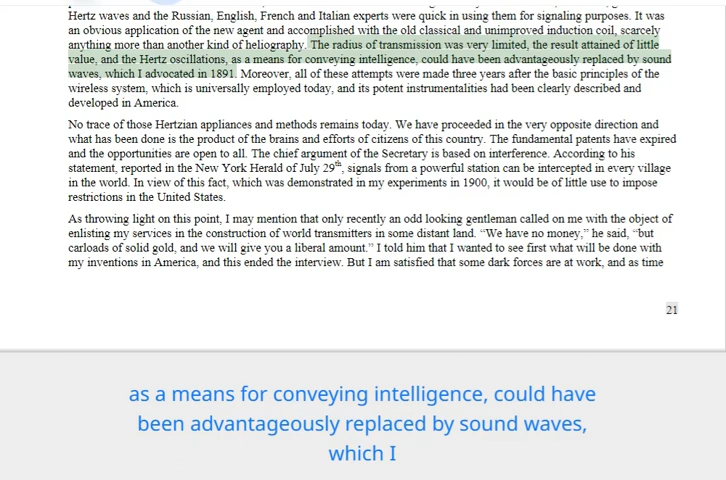 Hertz waves and the Russian, English, French and Italian experts were quick in using them for signaling purposes. It was
an obvious application of the new agent and accomplished with the old classical and unimproved induction coil, scarcely
anything more than another kind of heliography. The radius of transmission was very limited, the result attained of little
value, and the Hertz oscillations, as a means for conveying intelligence, could have been advantageously replaced by sound
waves, which I advocated in 1891. Moreover, all of these attempts were made three years after the basic principles of the
wireless system, which is universally employed today, and its potent instrumentalities had been clearly described and
developed in America.
No trace of those Hertzian appliances and methods remains today. We have proceeded in the very opposite direction and
what has been done is the product of the brains and efforts of citizens of this country. The fundamental patents have expired
and the opportunities are open to all. The chief argument of the Secretary is based on interference. According to his
statement, reported in the New York Herald of July 29th, signals from a powerful station can be intercepted in every village
in the world. In view of this fact, which was demonstrated in my experiments in 1900, it would be of little use to impose
restrictions in the United States.
As throwing light on this point, I may mention that only recently an odd looking gentleman called on me with the object of
enlisting my services in the construction of world transmitters in some distant land. “We have no money,” he said, “but
carloads of solid gold, and we will give you a liberal amount.” I told him that I wanted to see first what will be done with
my inventions in America, and this ended the interview. But I am satisfied that some dark forces are at work, and as time
21
as a means for conveying intelligence, could have
been advantageously replaced by sound waves,
which I